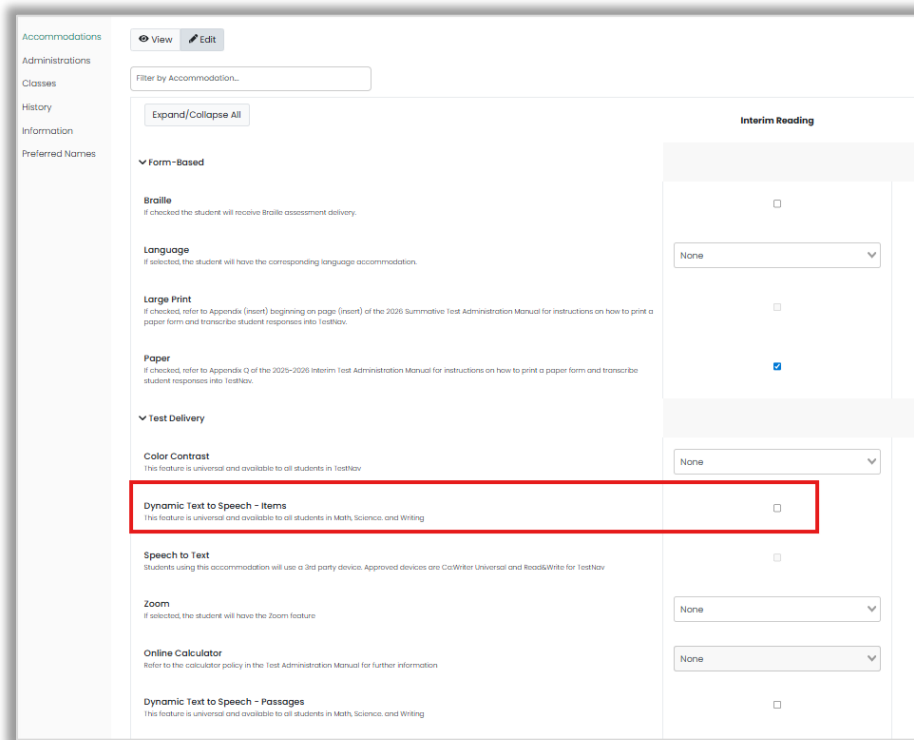 Accommodations
Administrations
Classes
History
Information
Preferred Names
View Edit
Filter by Accommodation...
Expand/Collapse All
Interim Reading
Form-Based
Braille
If checked the student will receive Braille assessment delivery.
Language
If selected, the student will have the corresponding language accommodation.
None
Large Print
If checked, refer to Appendix (insert) beginning on page (insert) of the 2026 Summative Test Administration Manual for instructions on how to print a
paper form and transcribe student responses into TestNav.
Paper
If checked, refer to Appendix Q of the 2025-2026 Interim Test Administration Manual for instructions on how to print a paper form and transcribe
student responses into TestNav.
Test Delivery
Color Contrast
This feature is universal and available to all students in TestNav
None
Dynamic Text to Speech - Items
This feature is universal and available to all students in Math, Science. and Writing
Speech to Text
Students using this accommodation will use a 3rd party device. Approved devices are Co:Writer Universal and Read&Write for TestNav
Zoom
If selected, the student will have the Zoom feature
None
Online Calculator
Refer to the calculator policy in the Test Administration Manual for further information
None
Dynamic Text to Speech - Passages
This feature is universal and available to all students in Math, Science. and Writing